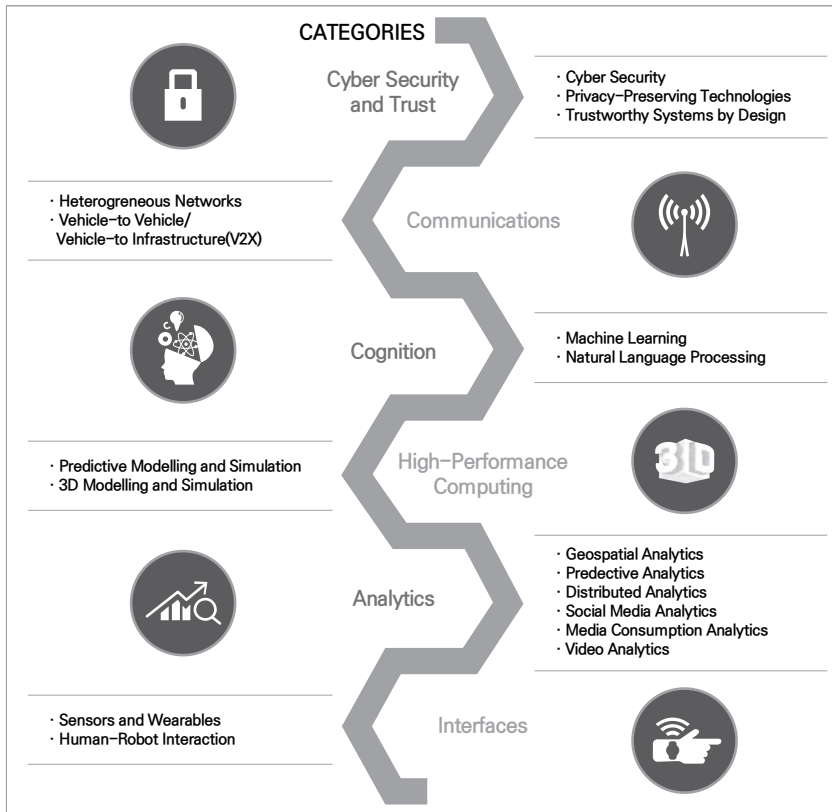 CATEGORIES
Cyber Security
and Trust
· Cyber Security
· Privacy-Preserving Technologies
· Trustworthy Systems by Design
· Heterogreneous Networks
· Vehicle-to Vehicle/
Vehicle-to Infrastructure(V2X)
Communications
Cognition
· Machine Learning
· Natural Language Processing
· Predictive Modelling and Simulation
· 3D Modelling and Simulation
High-Performance
Computing
3D
Analytics
· Geospatial Analytics
· Predective Analytics
· Distributed Analytics
· Social Media Analytics
· Media Consumption Analytics
· Video Analytics
· Sensors and Wearables
· Human-Robot Interaction
Interfaces